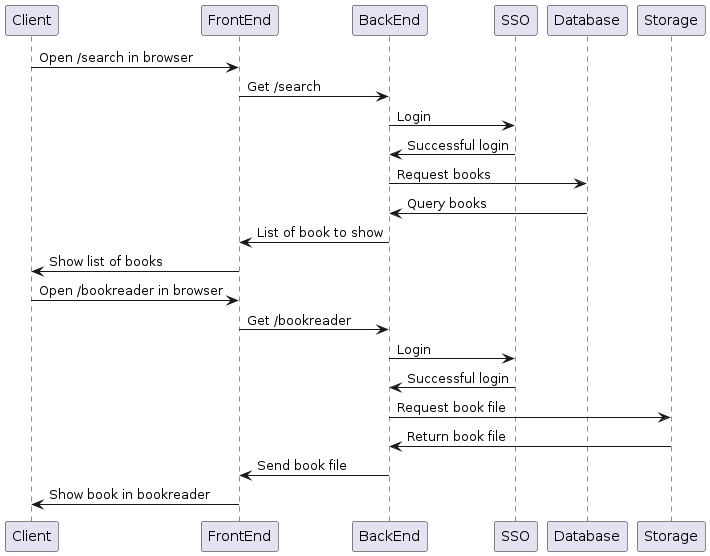 Client FrontEnd BackEnd SSO Database Storage
Open /search in browser
Get /search
Login
Successful login
Request books
Query books
List of book to show
Show list of books
Open /bookreader in browser
Get /bookreader
Login
Successful login
Request book file
Return book file
Send book file
Show book in bookreader
Client FrontEnd BackEnd SSO Database Storage